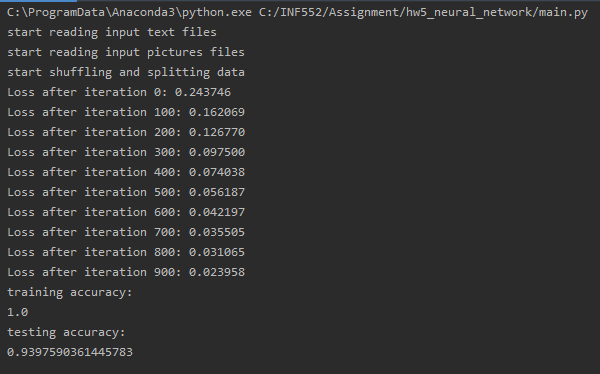 C:\ProgramData\Anaconda3\python.exe C:/INF552/Assignment/hw5_neural_network/main.py
start reading input text files
start reading input pictures files
start shuffling and splitting data
Loss after iteration 0: 0.243746
Loss after iteration 100: 0.162069
Loss after iteration 200: 0.126770
Loss after iteration 300: 0.097500
Loss after iteration 400: 0.074038
Loss after iteration 500: 0.056187
Loss after iteration 600: 0.042197
Loss after iteration 700: 0.035505
Loss after iteration 800: 0.031065
Loss after iteration 900: 0.023958
training accuracy:
1.0
testing accuracy:
0.9397590361445783